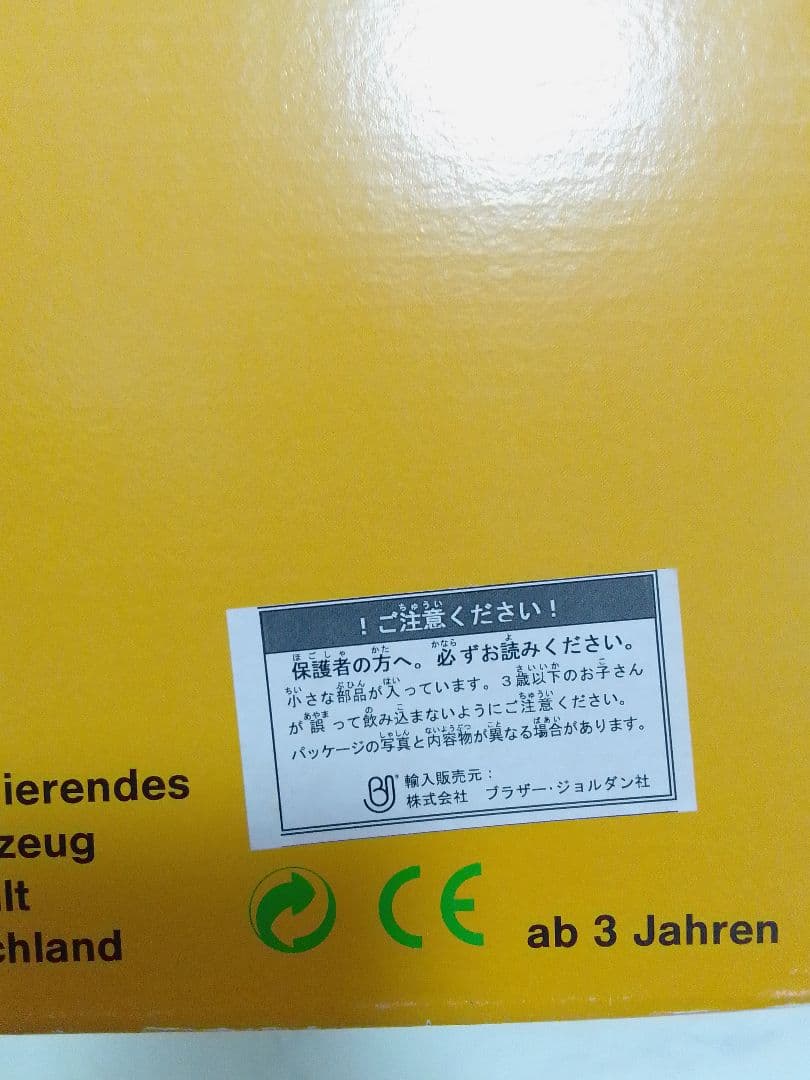 ！ご注意ください！
保護者の方へ。必ずお読みください。
小さな部品が入っています。3歳以下のお子さん
が誤って飲み込まないようにご注意ください。
パッケージの写真と内容物が異なる場合があります。
BJ 輸入販売元：
株式会社 ブラザー・ジョルダン社
ierendes
zeug
lt
chland
CE
ab 3 Jahren